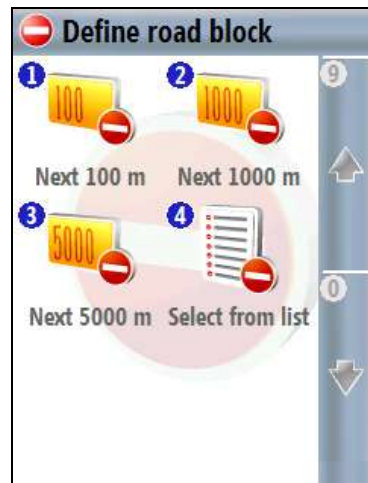 Define road block
1 2 9
100 1000
Next 100 m Next 1000 m
3 4
5000
0
Next 5000 m Select from list